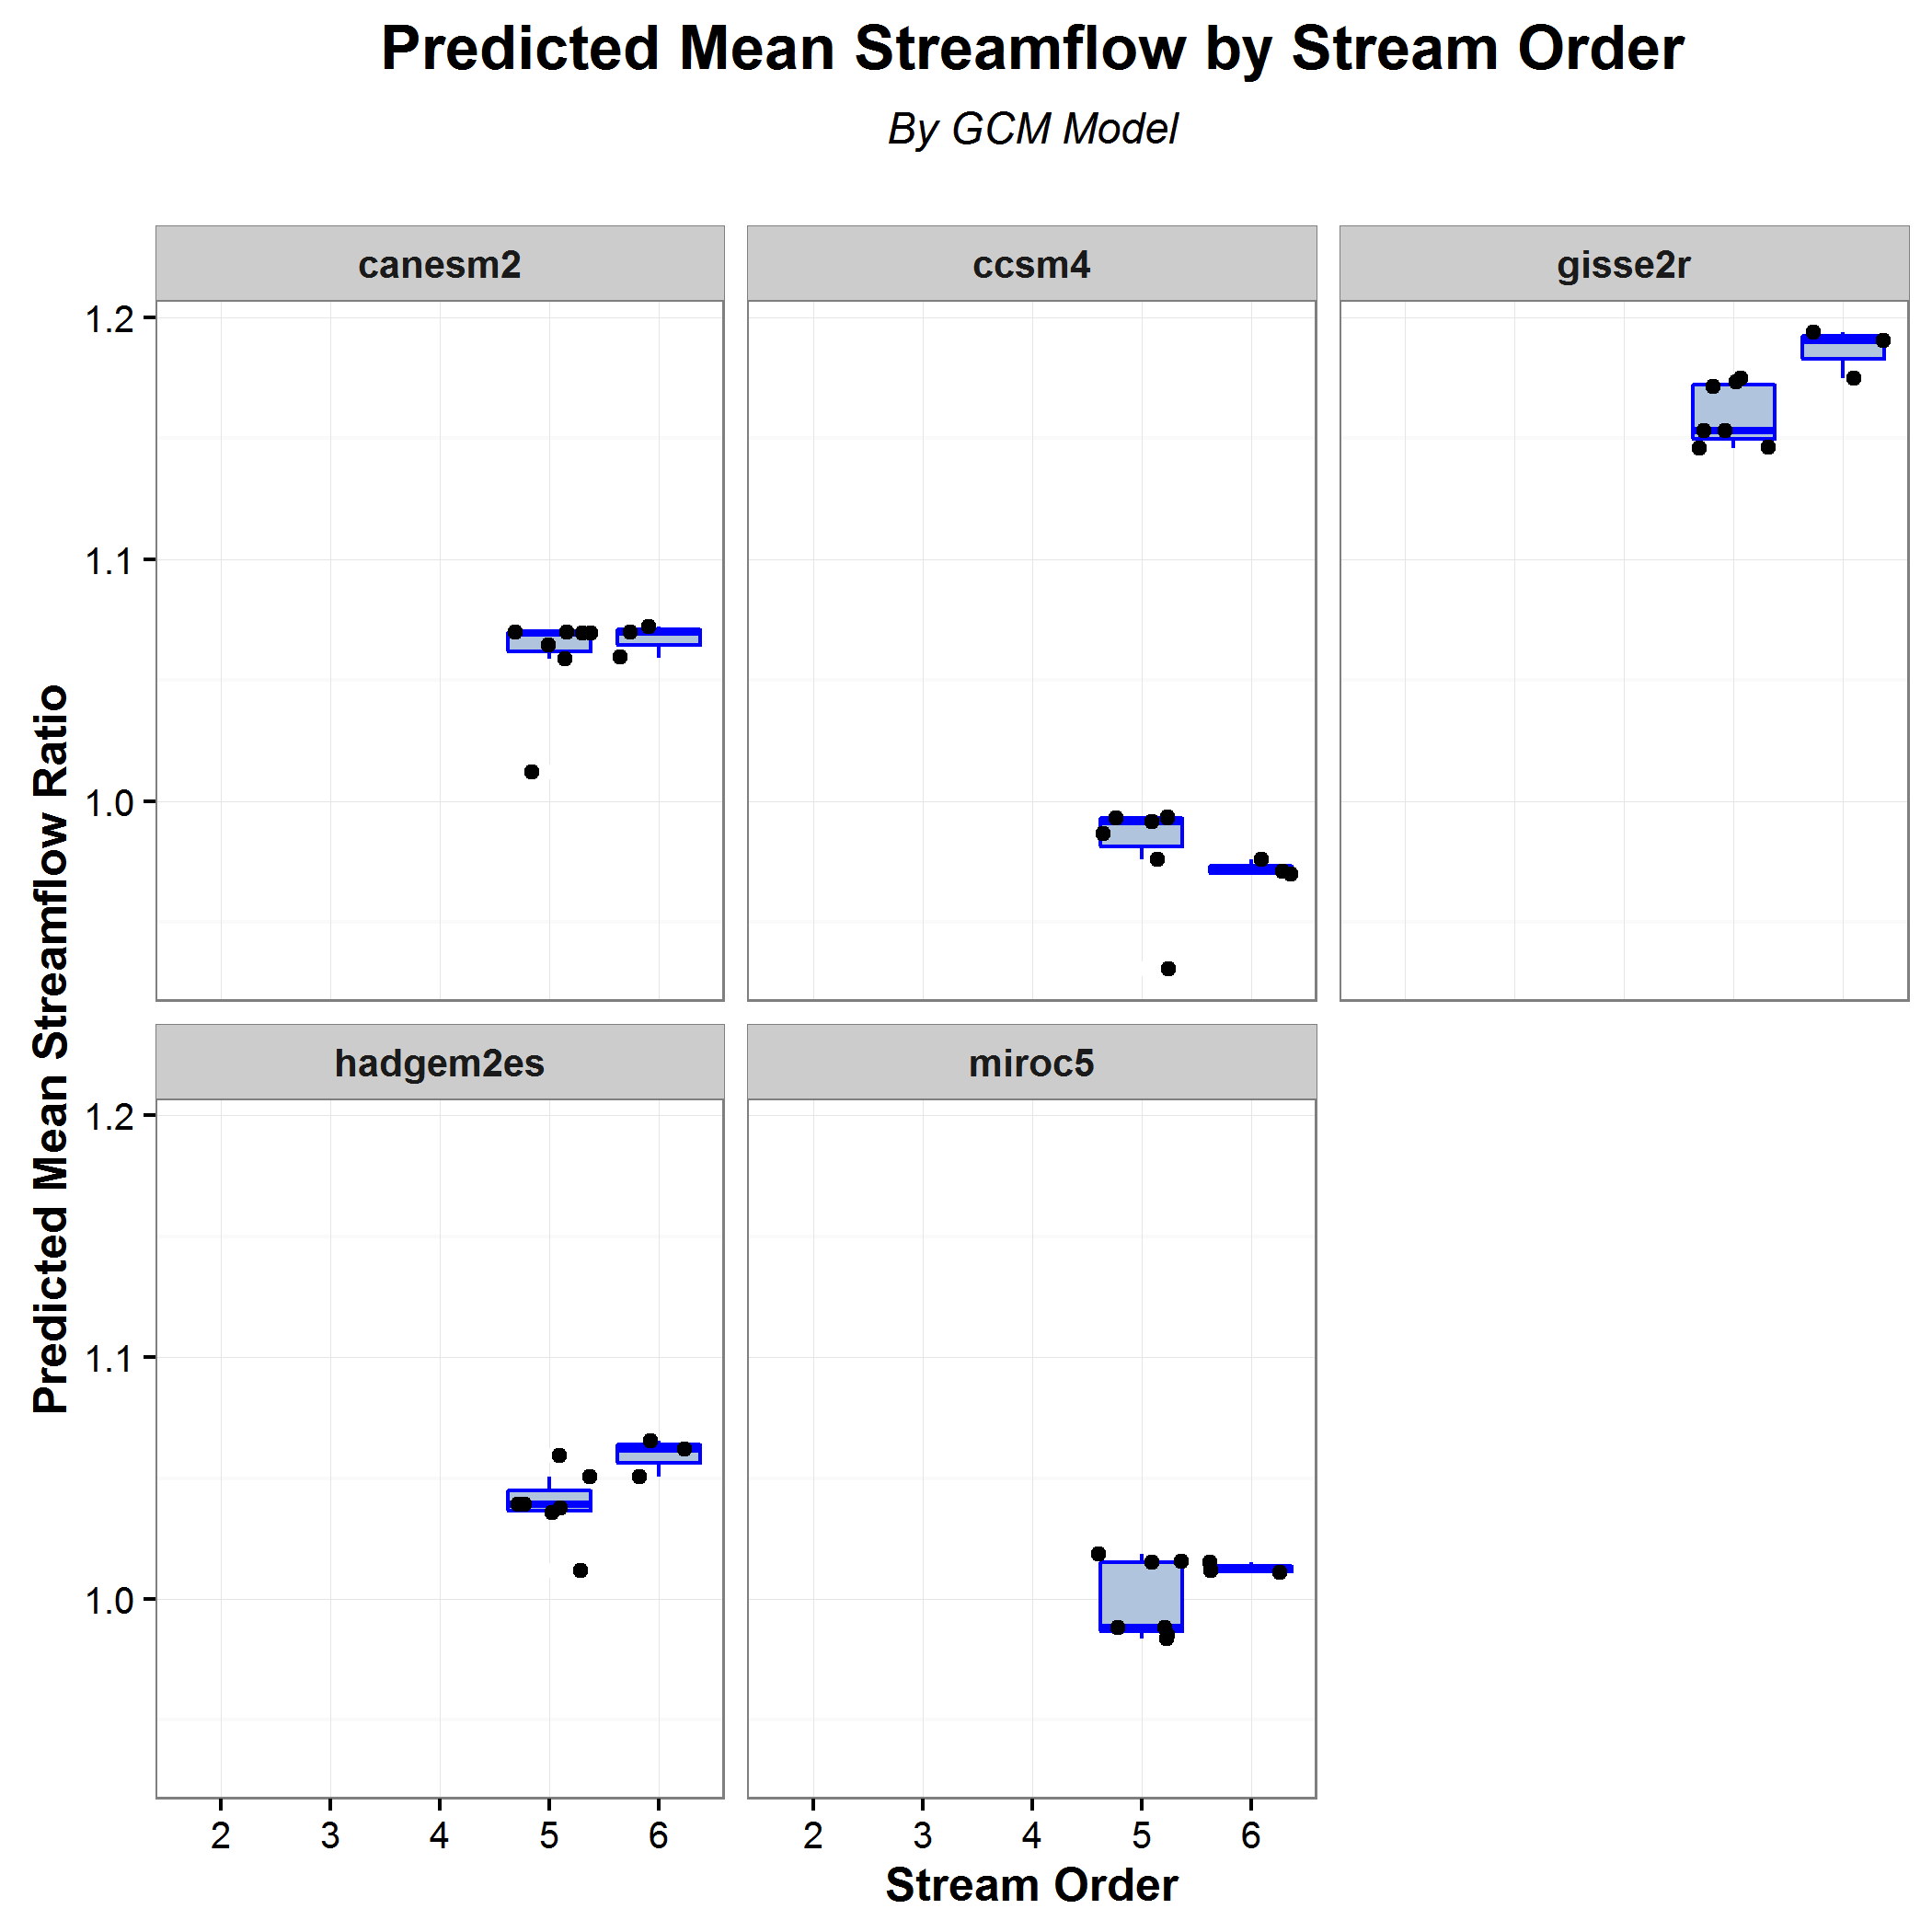 Predicted Mean Streamflow by Stream Order
By GCM Model
canesm2
ccsm4
gisse2r
1.2
1.1
1.0
Predicted Mean Streamflow Ratio
hadgem2es
miroc5
1.2
1.1
1.0
2 3 4 5 6
2 3 4 5 6
Stream Order